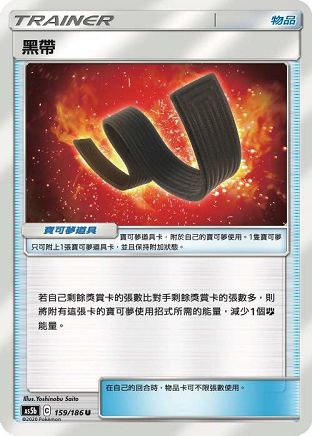 TRAINER 物品
黑帶
寶可夢道具
寶可夢道具卡，附於自己的寶可夢使用。1隻寶可夢
只可附上1張寶可夢道具卡，並且保持附加狀態。
若自己剩餘獎賞卡的張數比對手剩餘獎賞卡的張數多，則
將附有這張卡的寶可夢使用招式所需的能量，減少1個
能量。
在自己的回合時，物品卡可不限張數使用。
Illus. Yoshinobu Saito
AS5b C 159/186 U
©2020 Pokémon